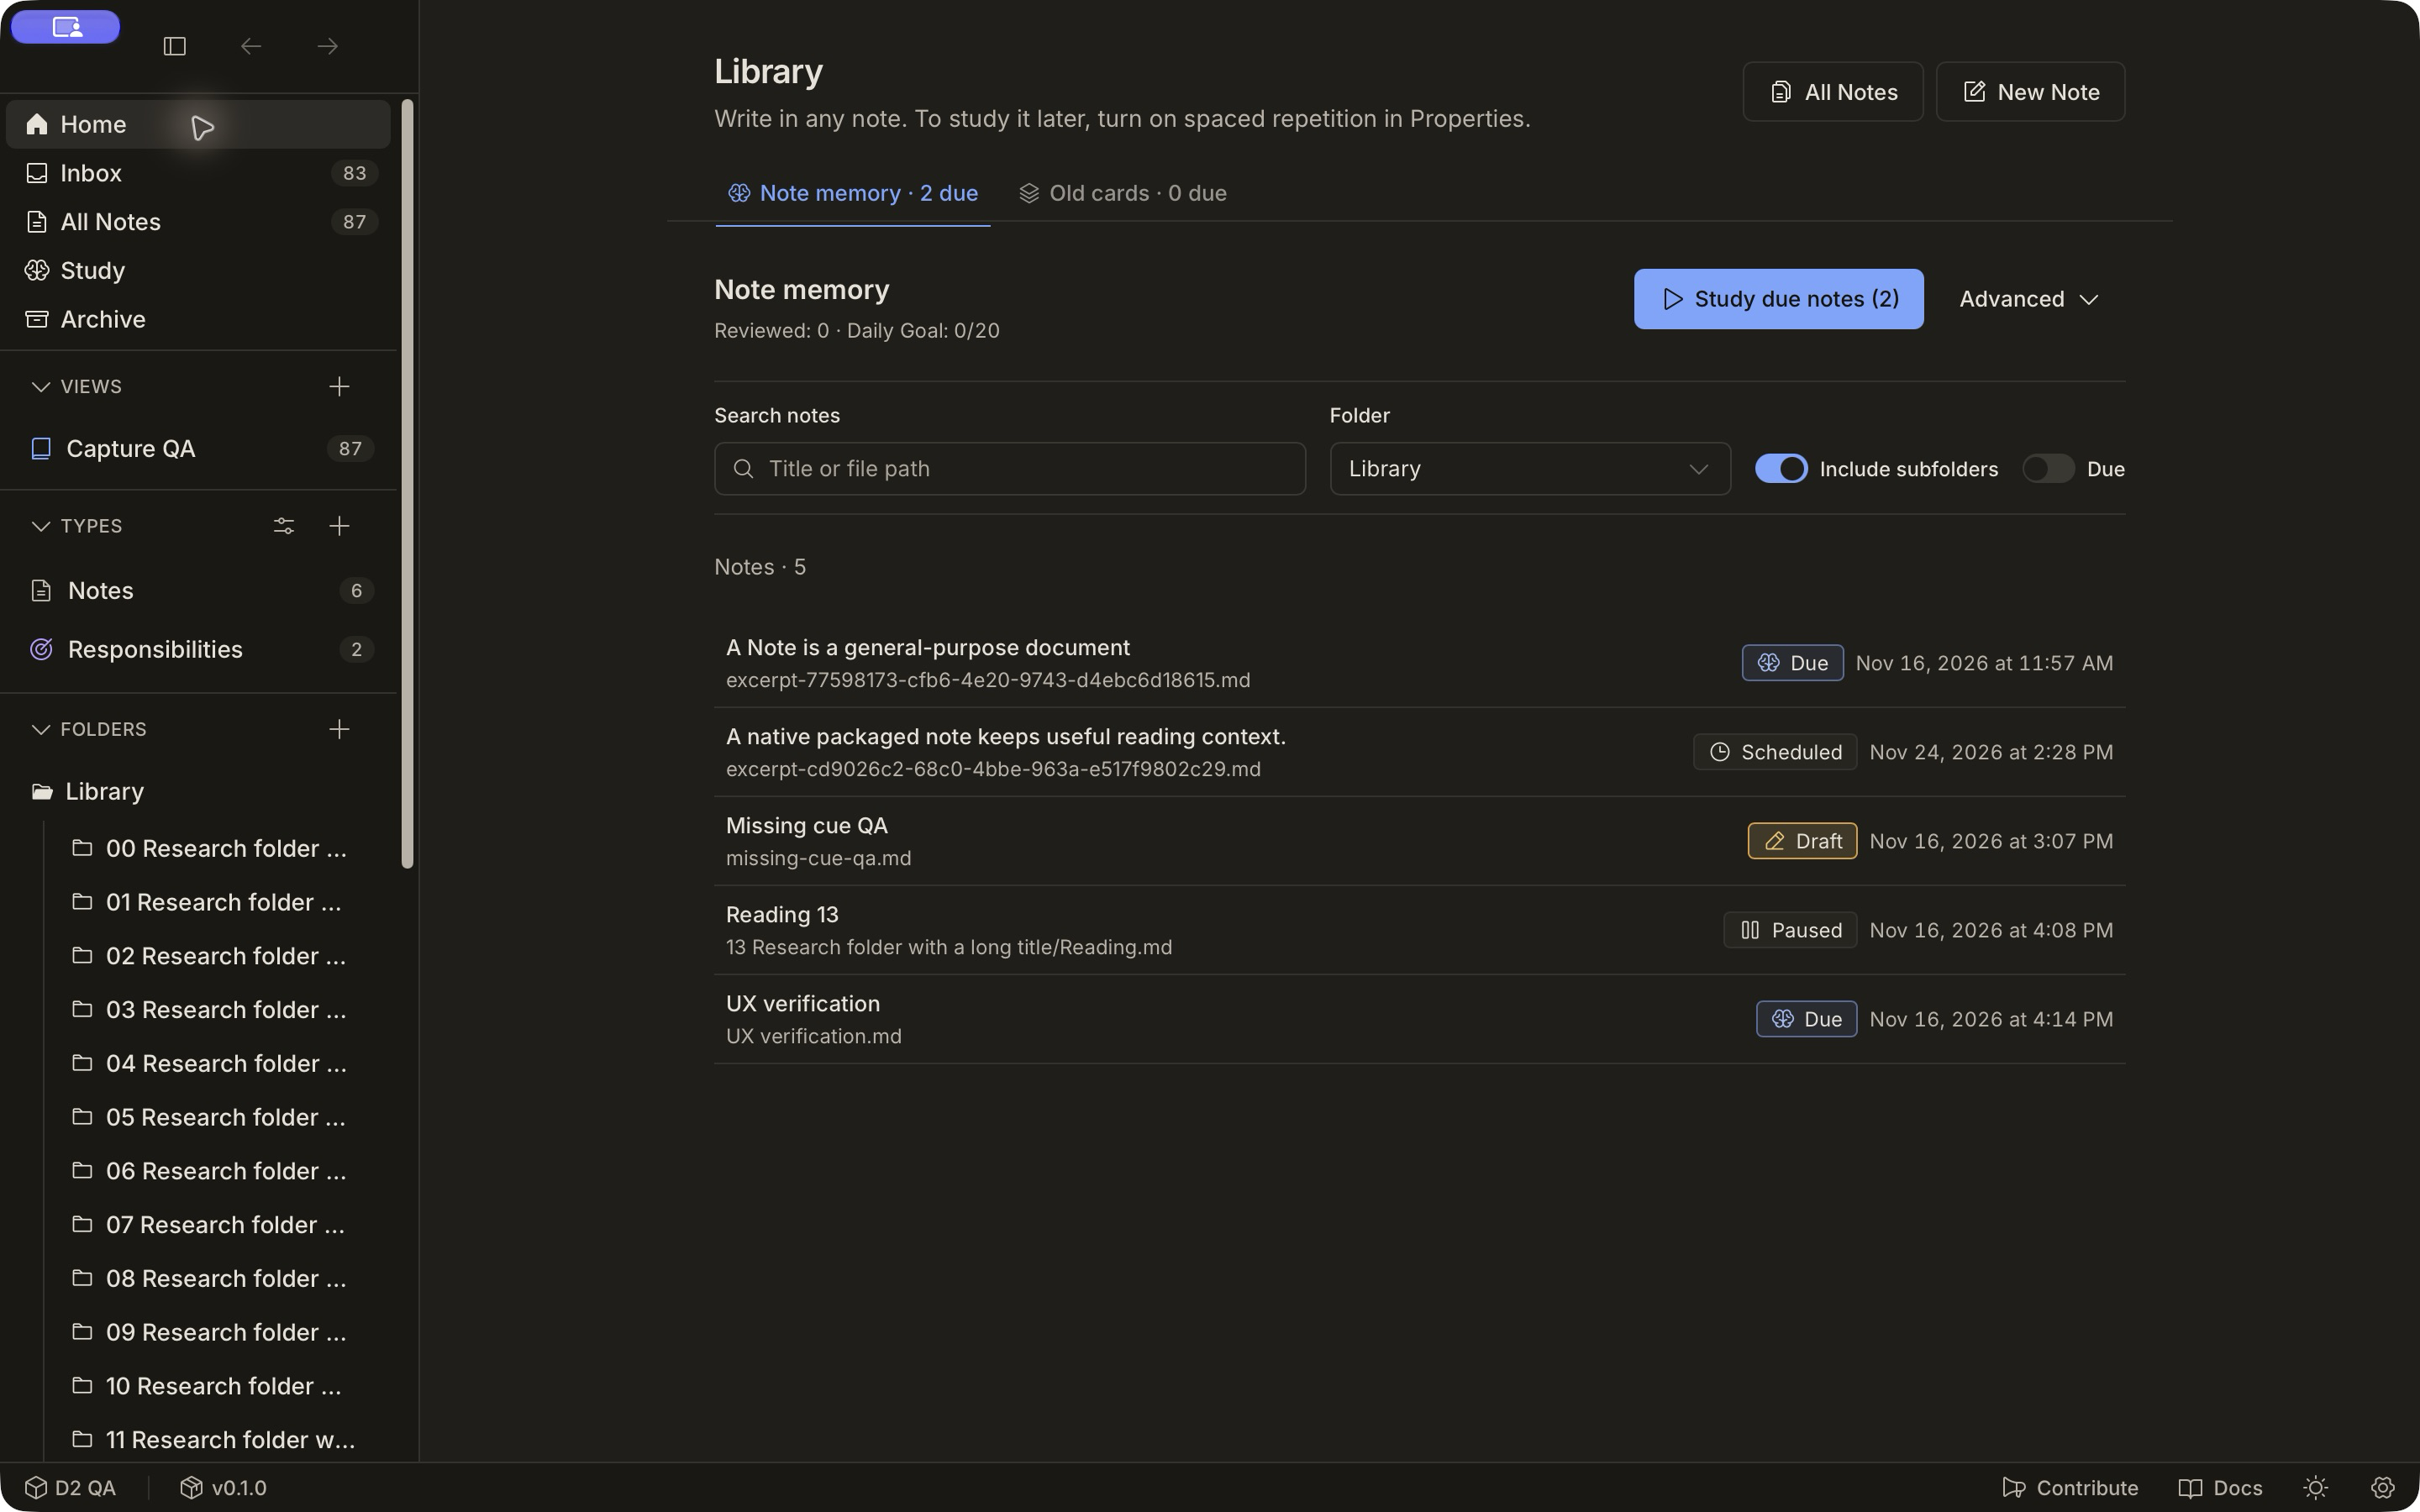 Home
Inbox 83
All Notes 87
Study
Archive
VIEWS
Capture QA 87
TYPES
Notes 6
Responsibilities 2
FOLDERS
Library
00 Research folder ...
01 Research folder ...
02 Research folder ...
03 Research folder ...
04 Research folder ...
05 Research folder ...
06 Research folder ...
07 Research folder ...
08 Research folder ...
09 Research folder ...
10 Research folder ...
11 Research folder w...
Library
Write in any note. To study it later, turn on spaced repetition in Properties.
All Notes
New Note
Note memory · 2 due
Old cards · 0 due
Note memory
Reviewed: 0 · Daily Goal: 0/20
Study due notes (2)
Advanced
Search notes
Title or file path
Folder
Library
Include subfolders
Due
Notes · 5
A Note is a general-purpose document
excerpt-77598173-cfb6-4e20-9743-d4ebc6d18615.md
Due Nov 16, 2026 at 11:57 AM
A native packaged note keeps useful reading context.
excerpt-cd9026c2-68c0-4bbe-963a-e517f9802c29.md
Scheduled Nov 24, 2026 at 2:28 PM
Missing cue QA
missing-cue-qa.md
Draft Nov 16, 2026 at 3:07 PM
Reading 13
13 Research folder with a long title/Reading.md
Paused Nov 16, 2026 at 4:08 PM
UX verification
UX verification.md
Due Nov 16, 2026 at 4:14 PM
D2 QA
v0.1.0
Contribute
Docs